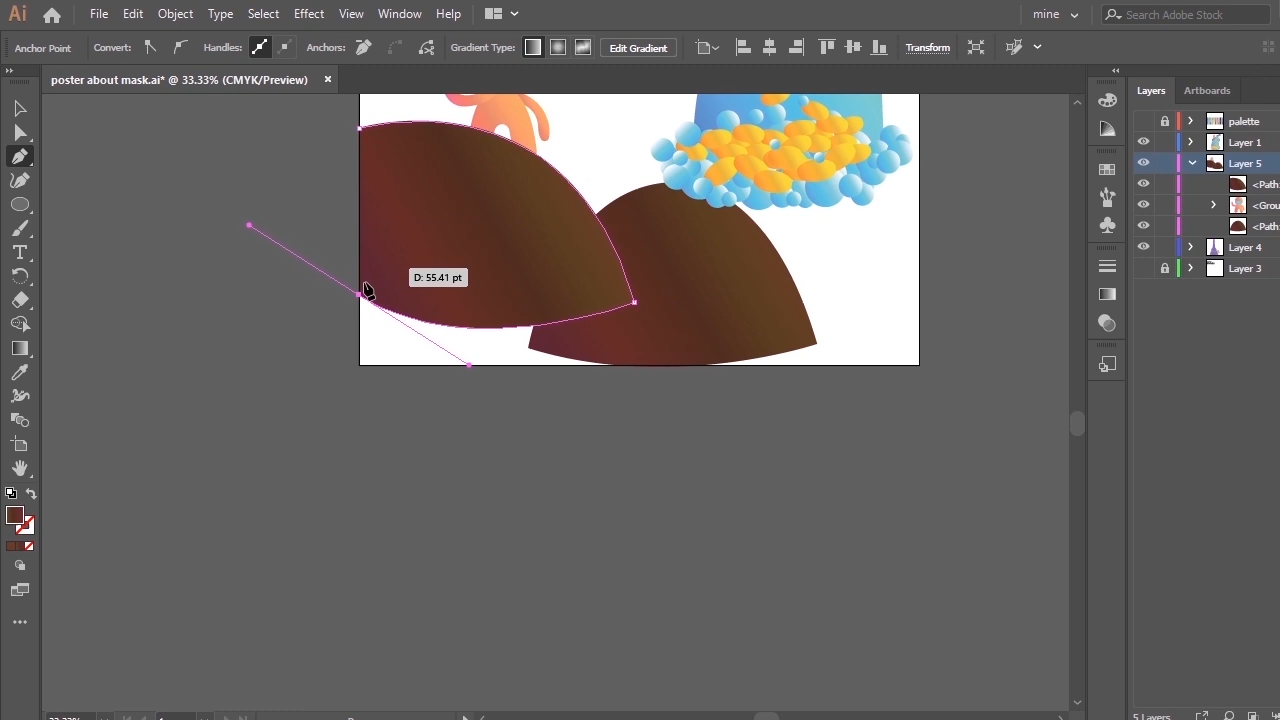 Ai File Edit Object Type Select Effect View Window Help mine Search Adobe Stock
Anchor Point Convert: Handles: Anchors: Gradient Type: Edit Gradient Transform
poster about mask.ai* @ 33.33% (CMYK/Preview) ×
Layers Artboards
palette
Layer 1
Layer 5
<Path
<Grou
<Path
Layer 4
Layer 3
D: 55.41 pt
5 Layers